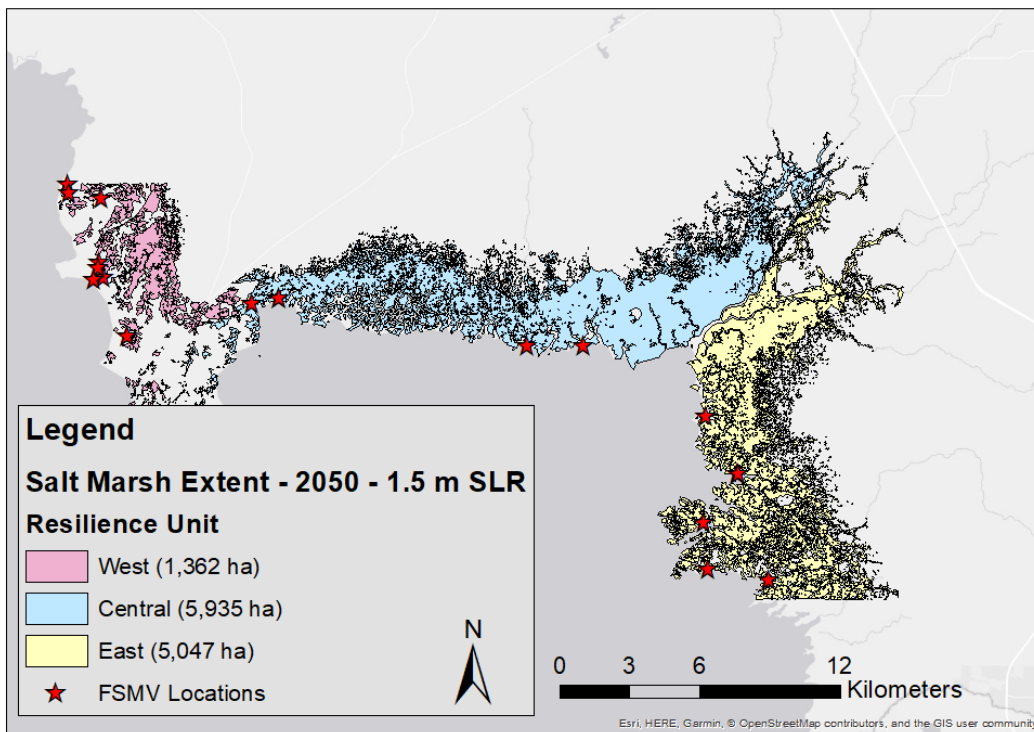 Legend
Salt Marsh Extent - 2050 - 1.5 m SLR
Resilience Unit
West (1,362 ha)
Central (5,935 ha)
East (5,047 ha)
FSMV Locations
N
0 3 6 12
Kilometers
Esri, HERE, Garmin, © OpenStreetMap contributors, and the GIS user community